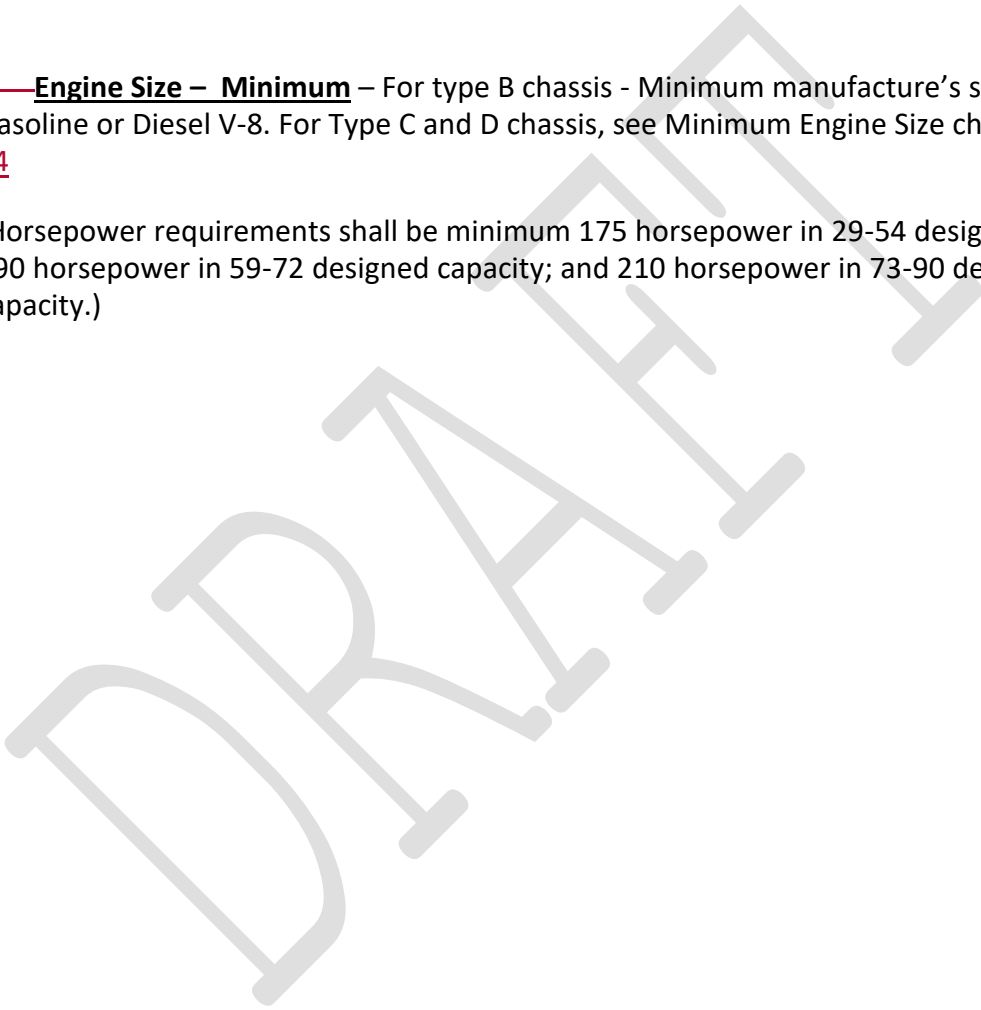 Engine Size – Minimum – For type B chassis - Minimum manufacture’s s
asoline or Diesel V-8. For Type C and D chassis, see Minimum Engine Size ch
4
Horsepower requirements shall be minimum 175 horsepower in 29-54 desig
90 horsepower in 59-72 designed capacity; and 210 horsepower in 73-90 de
apacity.)
DRAFT